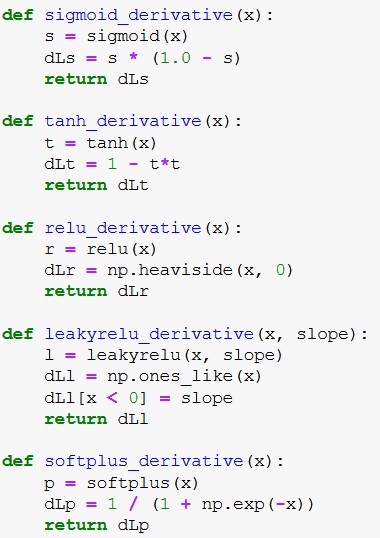 def sigmoid_derivative(x):
    s = sigmoid(x)
    dLs = s * (1.0 - s)
    return dLs

def tanh_derivative(x):
    t = tanh(x)
    dLt = 1 - t*t
    return dLt

def relu_derivative(x):
    r = relu(x)
    dLr = np.heaviside(x, 0)
    return dLr

def leakyrelu_derivative(x, slope):
    l = leakyrelu(x, slope)
    dLl = np.ones_like(x)
    dLl[x < 0] = slope
    return dLl

def softplus_derivative(x):
    p = softplus(x)
    dLp = 1 / (1 + np.exp(-x))
    return dLp